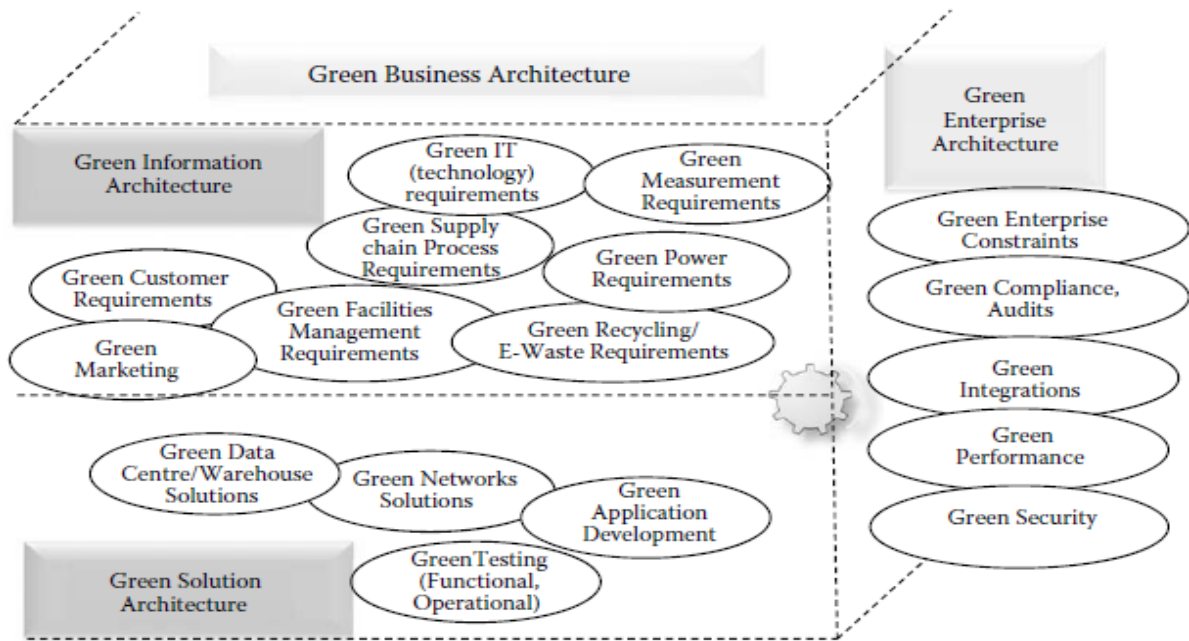 Green Business Architecture
Green
Enterprise
Architecture
Green Information
Architecture
Green IT
(technology)
requirements
Green
Measurement
Requirements
Green Supply
chain Process
Requirements
Green Power
Requirements
Green Customer
Requirements
Green Facilities
Management
Requirements
Green Recycling/
E-Waste Requirements
Green
Marketing
Green Enterprise
Constraints
Green Compliance,
Audits
Green
Integrations
Green
Performance
Green Security
Green Data
Centre/Warehouse
Solutions
Green Networks
Solutions
Green
Application
Development
GreenTesting
(Functional,
Operational)
Green Solution
Architecture